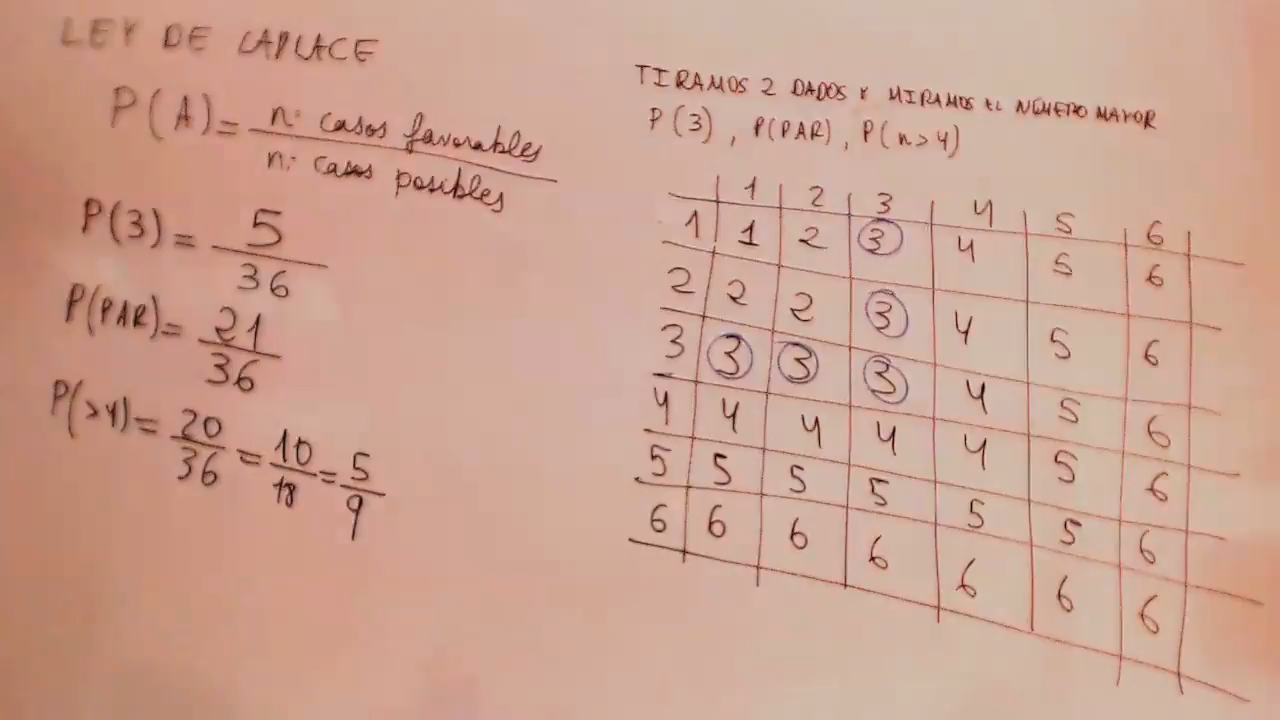 LEY DE LAPLACE
P(A) = n: casos favorables / n: casos posibles
P(3) = 5 / 36
P(PAR) = 21 / 36
P(>4) = 20 / 36 = 10 / 18 = 5 / 9
TIRAMOS 2 DADOS Y MIRAMOS EL NÚMERO MAYOR
P(3), P(PAR), P(n>4)
1 2 3 4 5 6
1 1 2 3 4 5 6
2 2 2 3 4 5 6
3 3 3 3 4 5 6
4 4 4 4 4 5 6
5 5 5 5 5 5 6
6 6 6 6 6 6 6